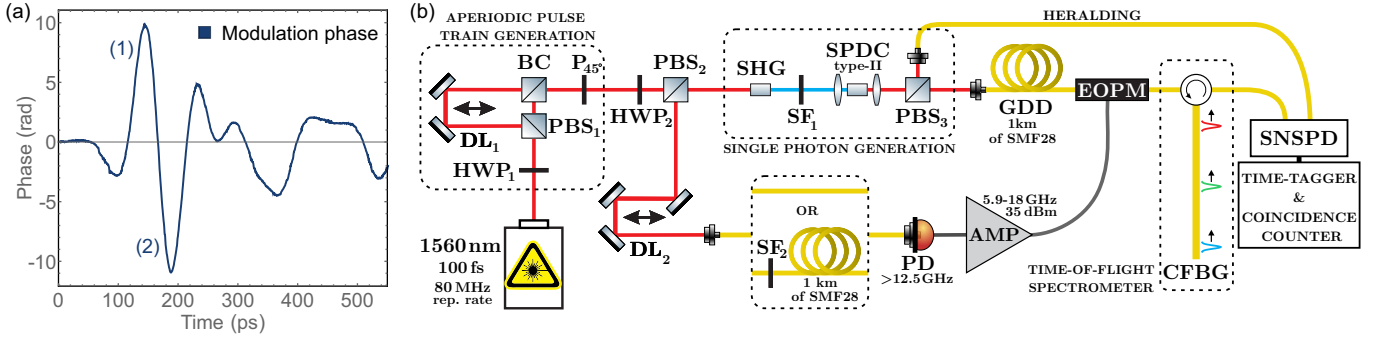 (a)
10
5
0
-5
-10
Phase (rad)
(1)
(2)
Modulation phase
0
100
200
300
400
500
Time (ps)
(b)
APERIODIC PULSE
TRAIN GENERATION
BC
P45°
DL1
PBS1
HWP1
HWP2
PBS2
1560 nm
100 fs
80 MHz
rep. rate
DL2
SHG
SF1
SPDC
type-II
PBS3
SINGLE PHOTON GENERATION
HERALDING
GDD
1km
of SMF28
EOPM
OR
SF2
1 km
of SMF28
PD
>12.5GHz
5.9-18 GHz
35 dBm
AMP
TIME-OF-FLIGHT
SPECTROMETER
CFBG
SNSPD
TIME-TAGGER
&
COINCIDENCE
COUNTER